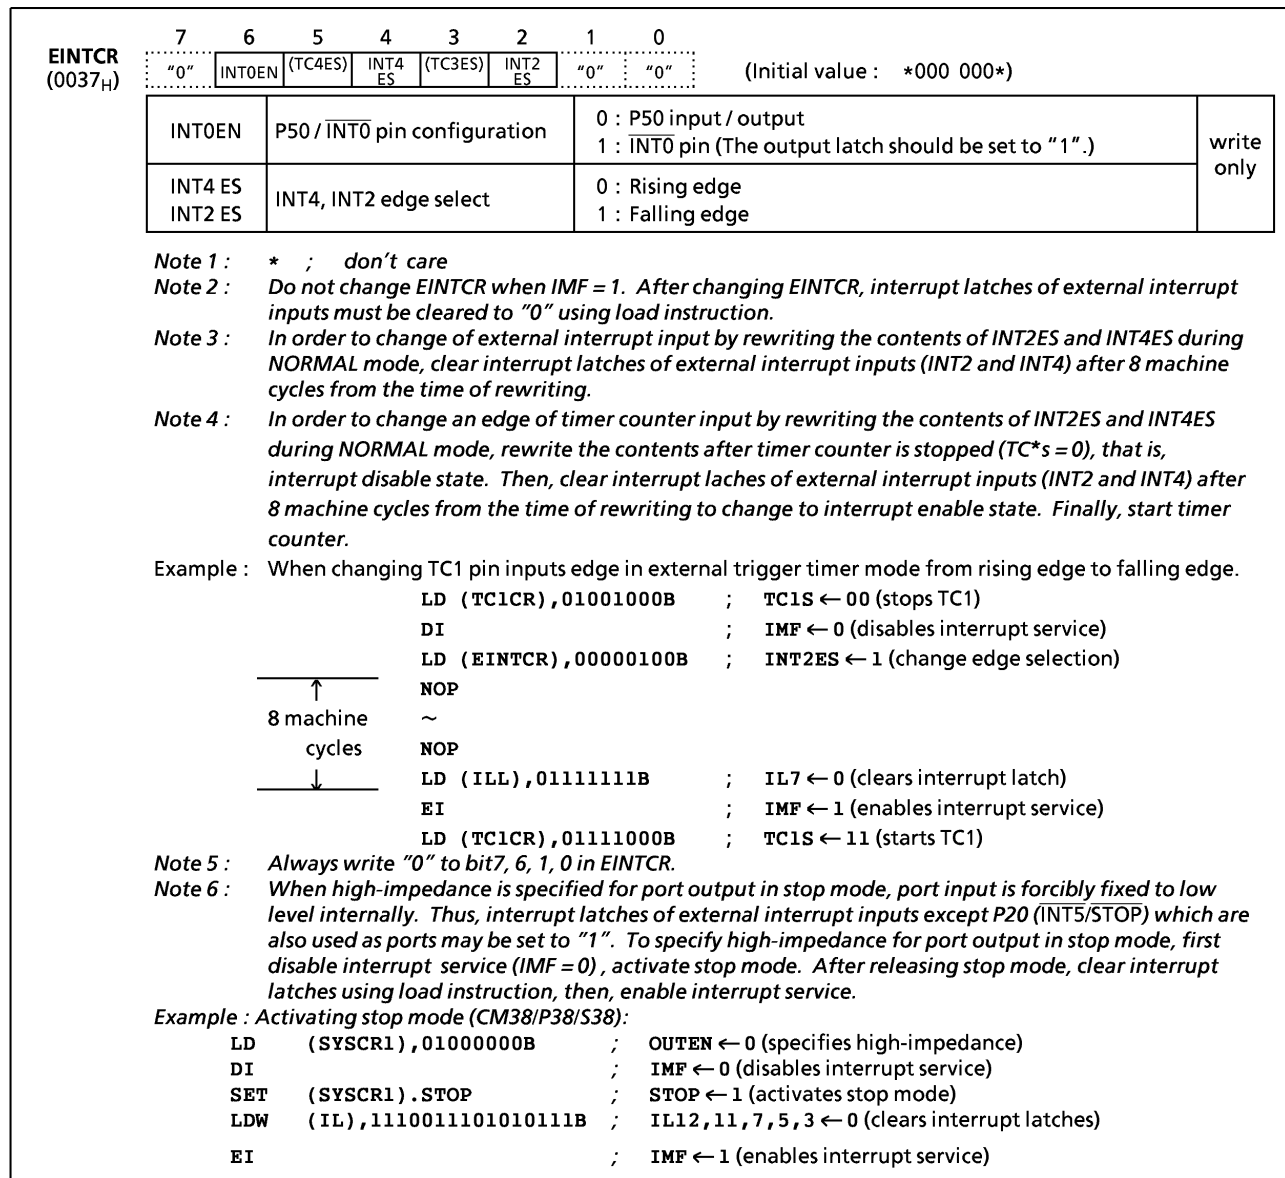 7 6 5 4 3 2 1 0
EINTCR
(0037H)
"0" INT0EN (TC4ES) INT4 ES (TC3ES) INT2 ES "0" "0" (Initial value : *000 000*)
INT0EN P50 / INT0 pin configuration 0 : P50 input / output
1 : INT0 pin (The output latch should be set to "1".)
write only
INT4 ES
INT2 ES
INT4, INT2 edge select 0 : Rising edge
1 : Falling edge
Note 1 : * ; don't care
Note 2 : Do not change EINTCR when IMF = 1. After changing EINTCR, interrupt latches of external interrupt
inputs must be cleared to "0" using load instruction.
Note 3 : In order to change of external interrupt input by rewriting the contents of INT2ES and INT4ES during
NORMAL mode, clear interrupt latches of external interrupt inputs (INT2 and INT4) after 8 machine
cycles from the time of rewriting.
Note 4 : In order to change an edge of timer counter input by rewriting the contents of INT2ES and INT4ES
during NORMAL mode, rewrite the contents after timer counter is stopped (TC*s = 0), that is,
interrupt disable state. Then, clear interrupt laches of external interrupt inputs (INT2 and INT4) after
8 machine cycles from the time of rewriting to change to interrupt enable state. Finally, start timer
counter.
Example : When changing TC1 pin inputs edge in external trigger timer mode from rising edge to falling edge.
LD (TC1CR),01001000B ; TC1S ← 00 (stops TC1)
DI ; IMF ← 0 (disables interrupt service)
LD (EINTCR),00000100B ; INT2ES ← 1 (change edge selection)
↑ NOP
8 machine ~
cycles NOP
↓ LD (ILL),01111111B ; IL7 ← 0 (clears interrupt latch)
EI ; IMF ← 1 (enables interrupt service)
LD (TC1CR),01111000B ; TC1S ← 11 (starts TC1)
Note 5 : Always write "0" to bit7, 6, 1, 0 in EINTCR.
Note 6 : When high-impedance is specified for port output in stop mode, port input is forcibly fixed to low
level internally. Thus, interrupt latches of external interrupt inputs except P20 (INT5/STOP) which are
also used as ports may be set to "1". To specify high-impedance for port output in stop mode, first
disable interrupt service (IMF = 0) , activate stop mode. After releasing stop mode, clear interrupt
latches using load instruction, then, enable interrupt service.
Example : Activating stop mode (CM38/P38/S38):
LD (SYSCR1),01000000B ; OUTEN ← 0 (specifies high-impedance)
DI ; IMF ← 0 (disables interrupt service)
SET (SYSCR1).STOP ; STOP ← 1 (activates stop mode)
LDW (IL),1110011101010111B ; IL12,11,7,5,3 ← 0 (clears interrupt latches)
EI ; IMF ← 1 (enables interrupt service)